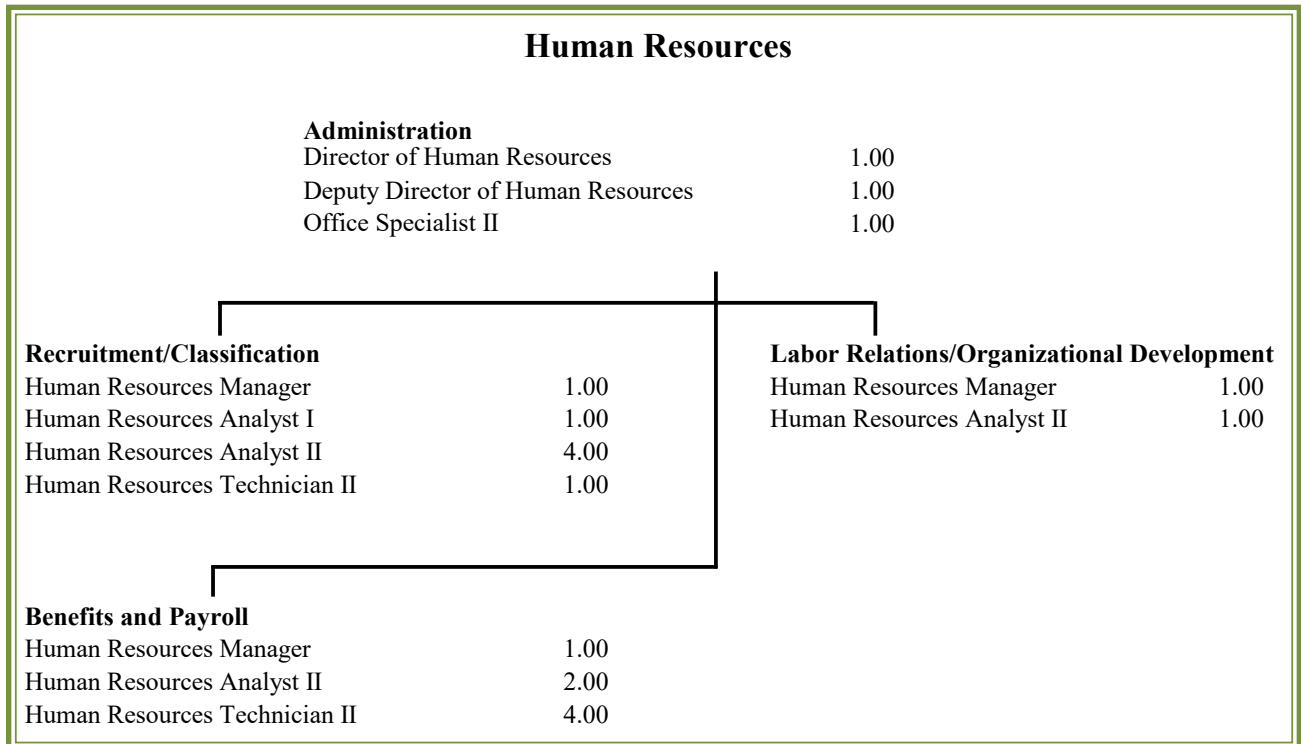 Human Resources
Administration
Director of Human Resources 1.00
Deputy Director of Human Resources 1.00
Office Specialist II 1.00
Recruitment/Classification
Human Resources Manager 1.00
Human Resources Analyst I 1.00
Human Resources Analyst II 4.00
Human Resources Technician II 1.00
Labor Relations/Organizational Development
Human Resources Manager 1.00
Human Resources Analyst II 1.00
Benefits and Payroll
Human Resources Manager 1.00
Human Resources Analyst II 2.00
Human Resources Technician II 4.00